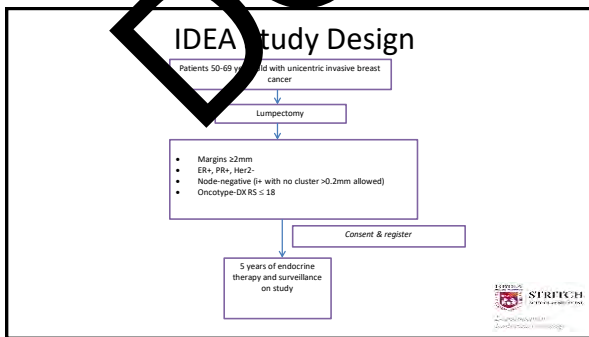 IDEA Study Design
Patients 50-69 years old with unicentric invasive breast
cancer
Lumpectomy
• Margins ≥2mm
• ER+, PR+, Her2-
• Node-negative (i+ with no cluster >0.2mm allowed)
• Oncotype-DX RS ≤ 18
Consent & register
5 years of endocrine
therapy and surveillance
on study
LOYOLA
STRITCH